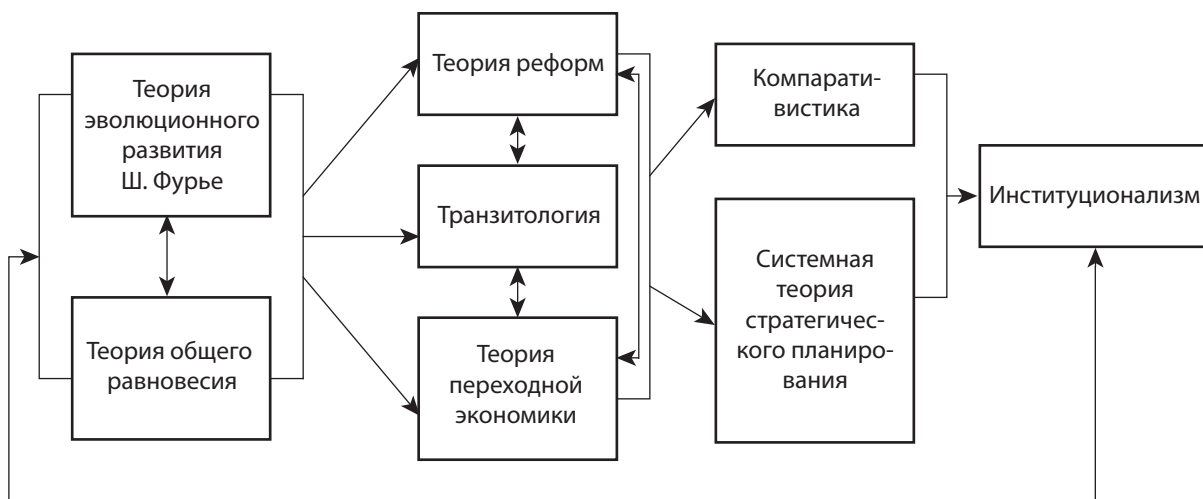 Теория
эволюционного
развития
Ш. Фурье
Теория общего
равновесия
Теория реформ
Транзитология
Теория
переходной
экономики
Компарати-
вистика
Системная
теория
стратегичес-
кого планиро-
вания
Институционализм